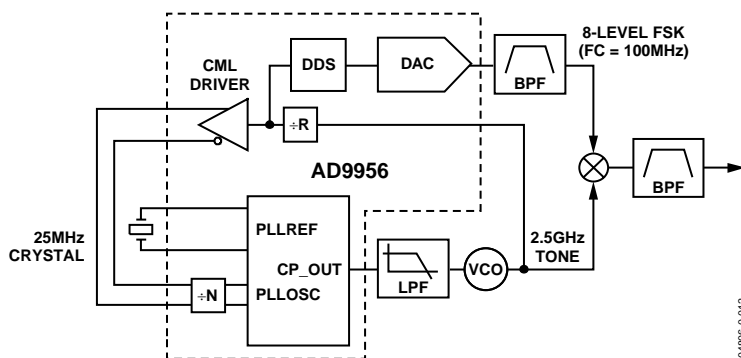 8-LEVEL FSK
(FC = 100MHz)
CML
DRIVER
DDS
DAC
BPF
÷R
AD9956
BPF
25MHz
CRYSTAL
PLLREF
CP_OUT
PLLOSC
÷N
LPF
VCO
2.5GHz
TONE